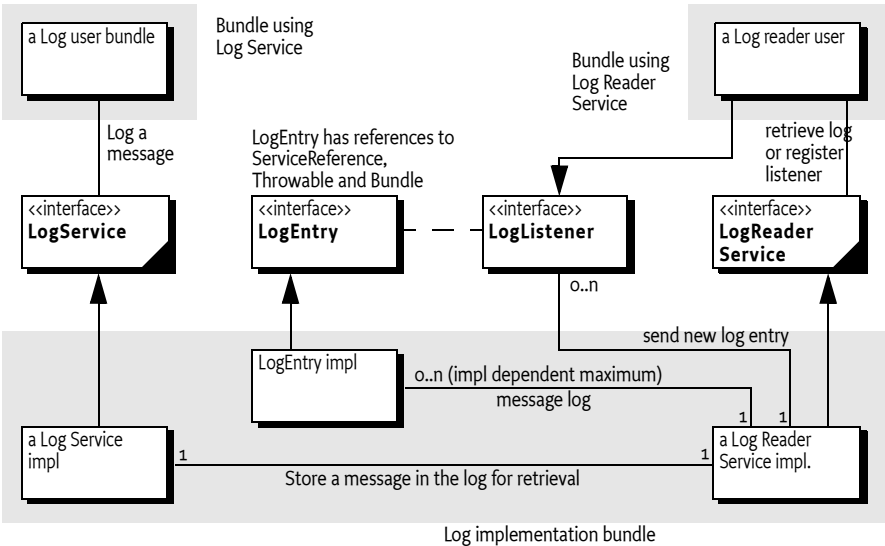 a Log user bundle
Bundle using
Log Service
a Log reader user
Bundle using
Log Reader
Service
Log a
message
LogEntry has references to
ServiceReference,
Throwable and Bundle
retrieve log
or register
listener
<<interface>>
LogService
<<interface>>
LogEntry
<<interface>>
LogListener
<<interface>>
LogReader
Service
0..n
send new log entry
LogEntry impl
0..n (impl dependent maximum)
message log
1
1
a Log Service
impl
1
1
a Log Reader
Service impl.
Store a message in the log for retrieval
Log implementation bundle